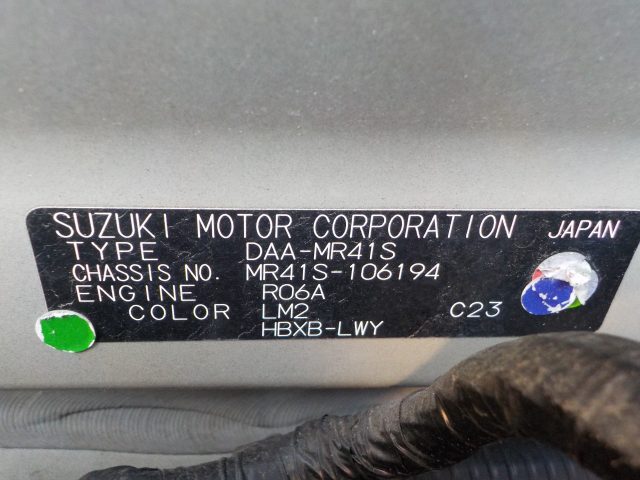 SUZUKI MOTOR CORPORATION JAPAN
TYPE DAA-MR41S
CHASSIS NO. MR41S-106194
ENGINE R06A
COLOR LM2 C23
HBXB-LWY